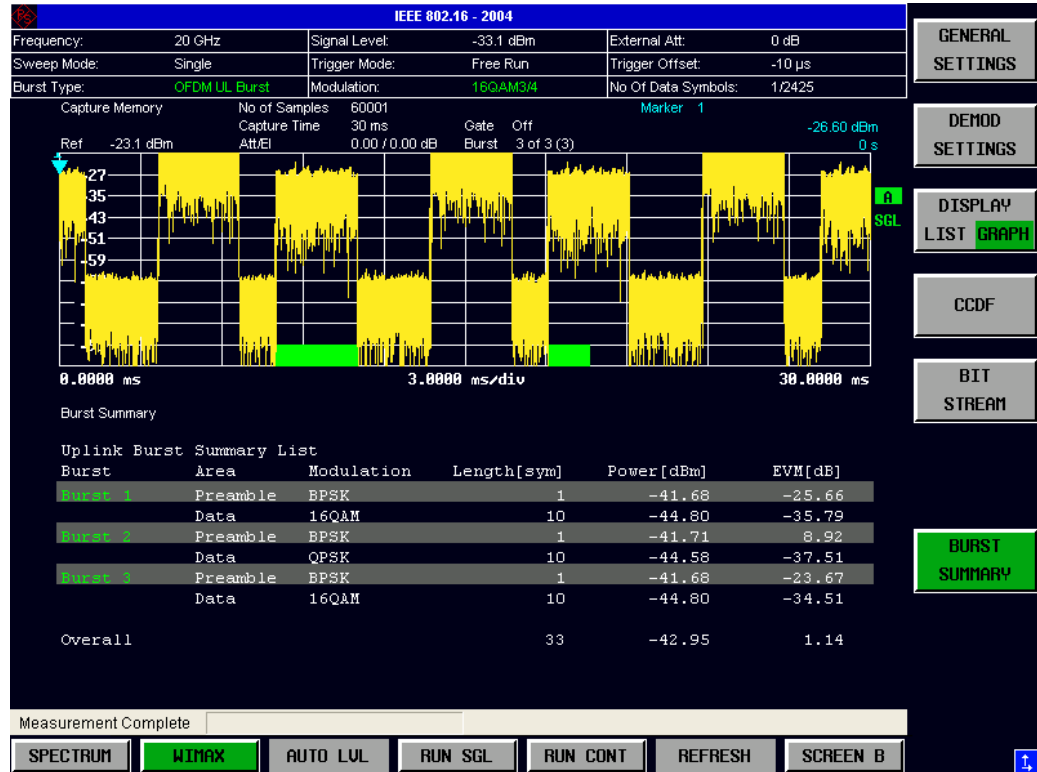 IEEE 802.16 - 2004
Frequency: 20 GHz Signal Level: -33.1 dBm External Att: 0 dB
Sweep Mode: Single Trigger Mode: Free Run Trigger Offset: -10 µs
Burst Type: OFDM UL Burst Modulation: 16QAM3/4 No Of Data Symbols: 1/2425
Capture Memory No of Samples 60001 Marker 1
Capture Time 30 ms Gate Off -26.60 dBm
Ref -23.1 dBm Att/El 0.00 / 0.00 dB Burst 3 of 3 (3) 0 s
-27
-35
-43
-51
-59
A
SGL
0.0000 ms 3.0000 ms/div 30.0000 ms
Burst Summary
Uplink Burst Summary List
Burst Area Modulation Length[sym] Power[dBm] EVM[dB]
Burst 1 Preamble BPSK 1 -41.68 -25.66
Data 16QAM 10 -44.80 -35.79
Burst 2 Preamble BPSK 1 -41.71 8.92
Data QPSK 10 -44.58 -37.51
Burst 3 Preamble BPSK 1 -41.68 -23.67
Data 16QAM 10 -44.80 -34.51
Overall 33 -42.95 1.14
Measurement Complete
SPECTRUM WIMAX AUTO LVL RUN SGL RUN CONT REFRESH SCREEN B
GENERAL
SETTINGS
DEMOD
SETTINGS
DISPLAY
LIST GRAPH
CCDF
BIT
STREAM
BURST
SUMMARY